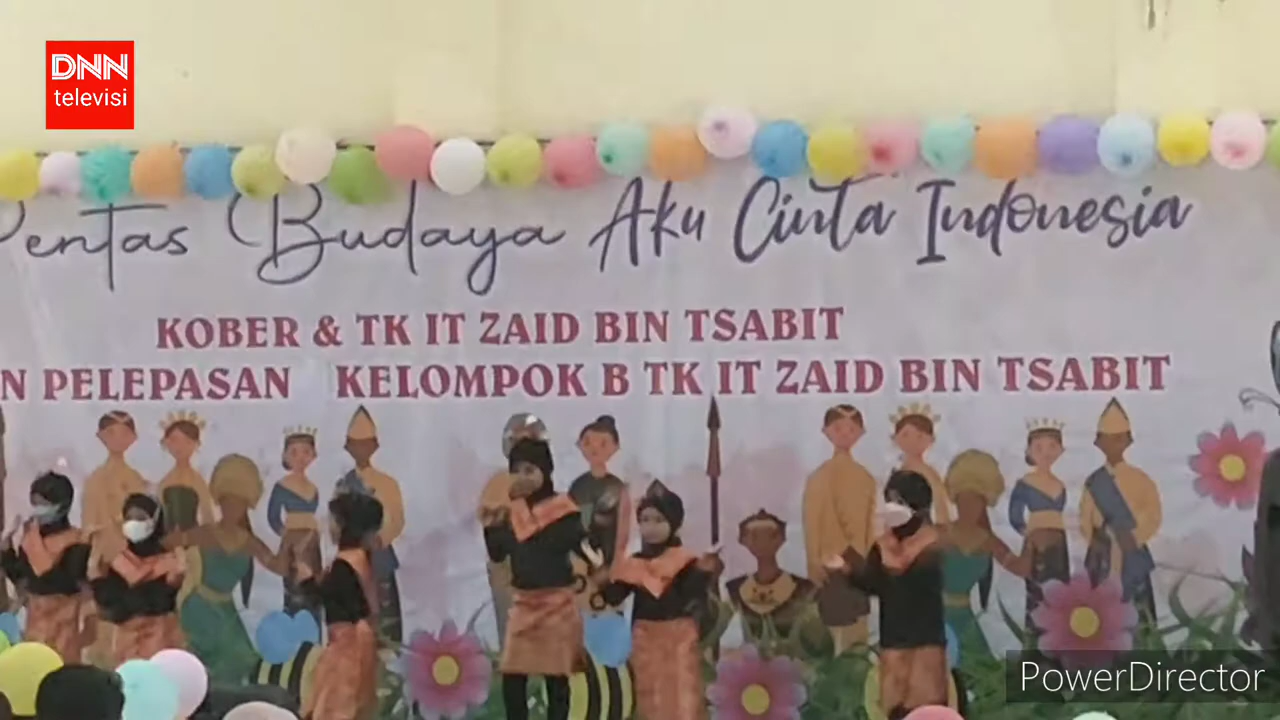 DNN
televisi
Pentas Budaya Aku Cinta Indonesia
KOBER & TK IT ZAID BIN TSABIT
N PELEPASAN KELOMPOK B TK IT ZAID BIN TSABIT
PowerDirector